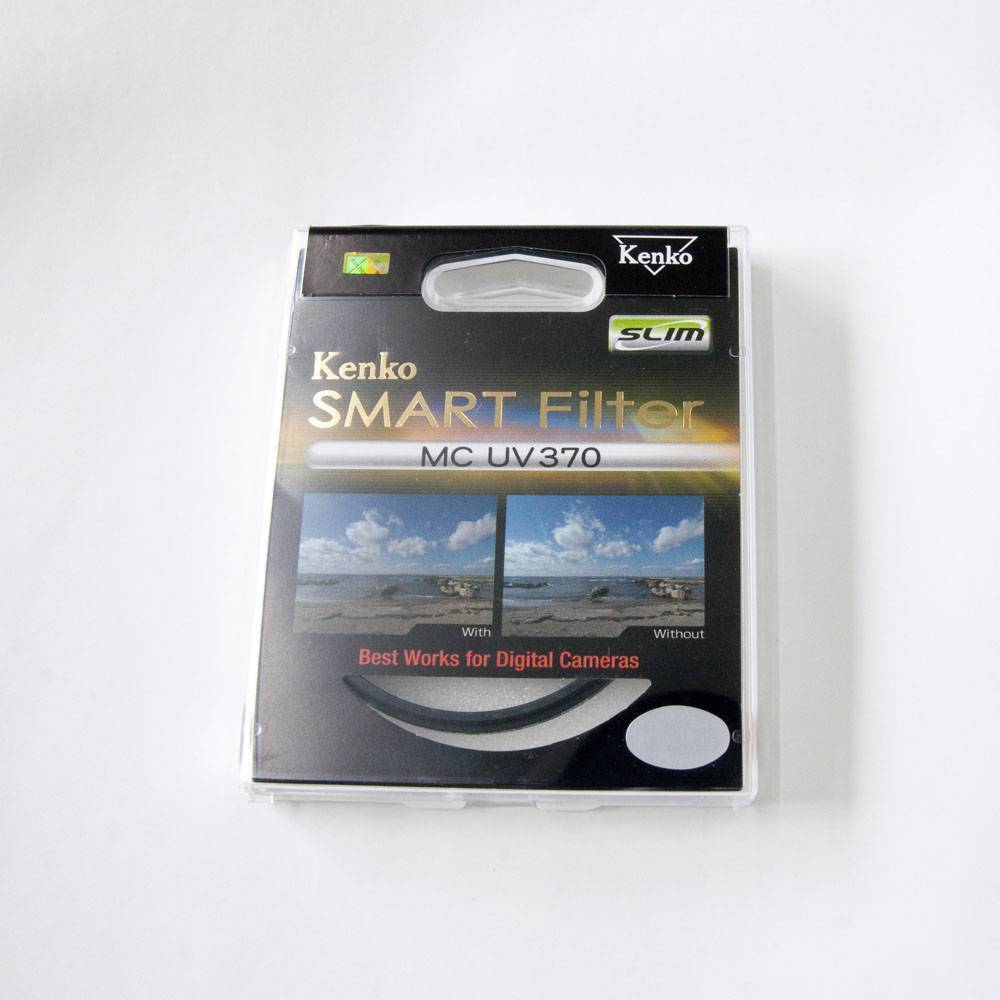 Kenko
SLIM
Kenko
SMART Filter
MC UV370
With
Without
Best Works for Digital Cameras